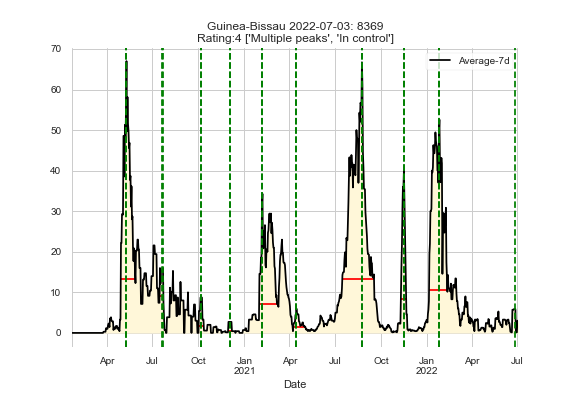 Guinea-Bissau 2022-07-03: 8369
Rating:4 ['Multiple peaks', 'In control']
Average-7d
70
60
50
40
30
20
10
0
Apr Jul Oct Jan Apr Jul Oct Jan Apr Jul
2021 2022
Date